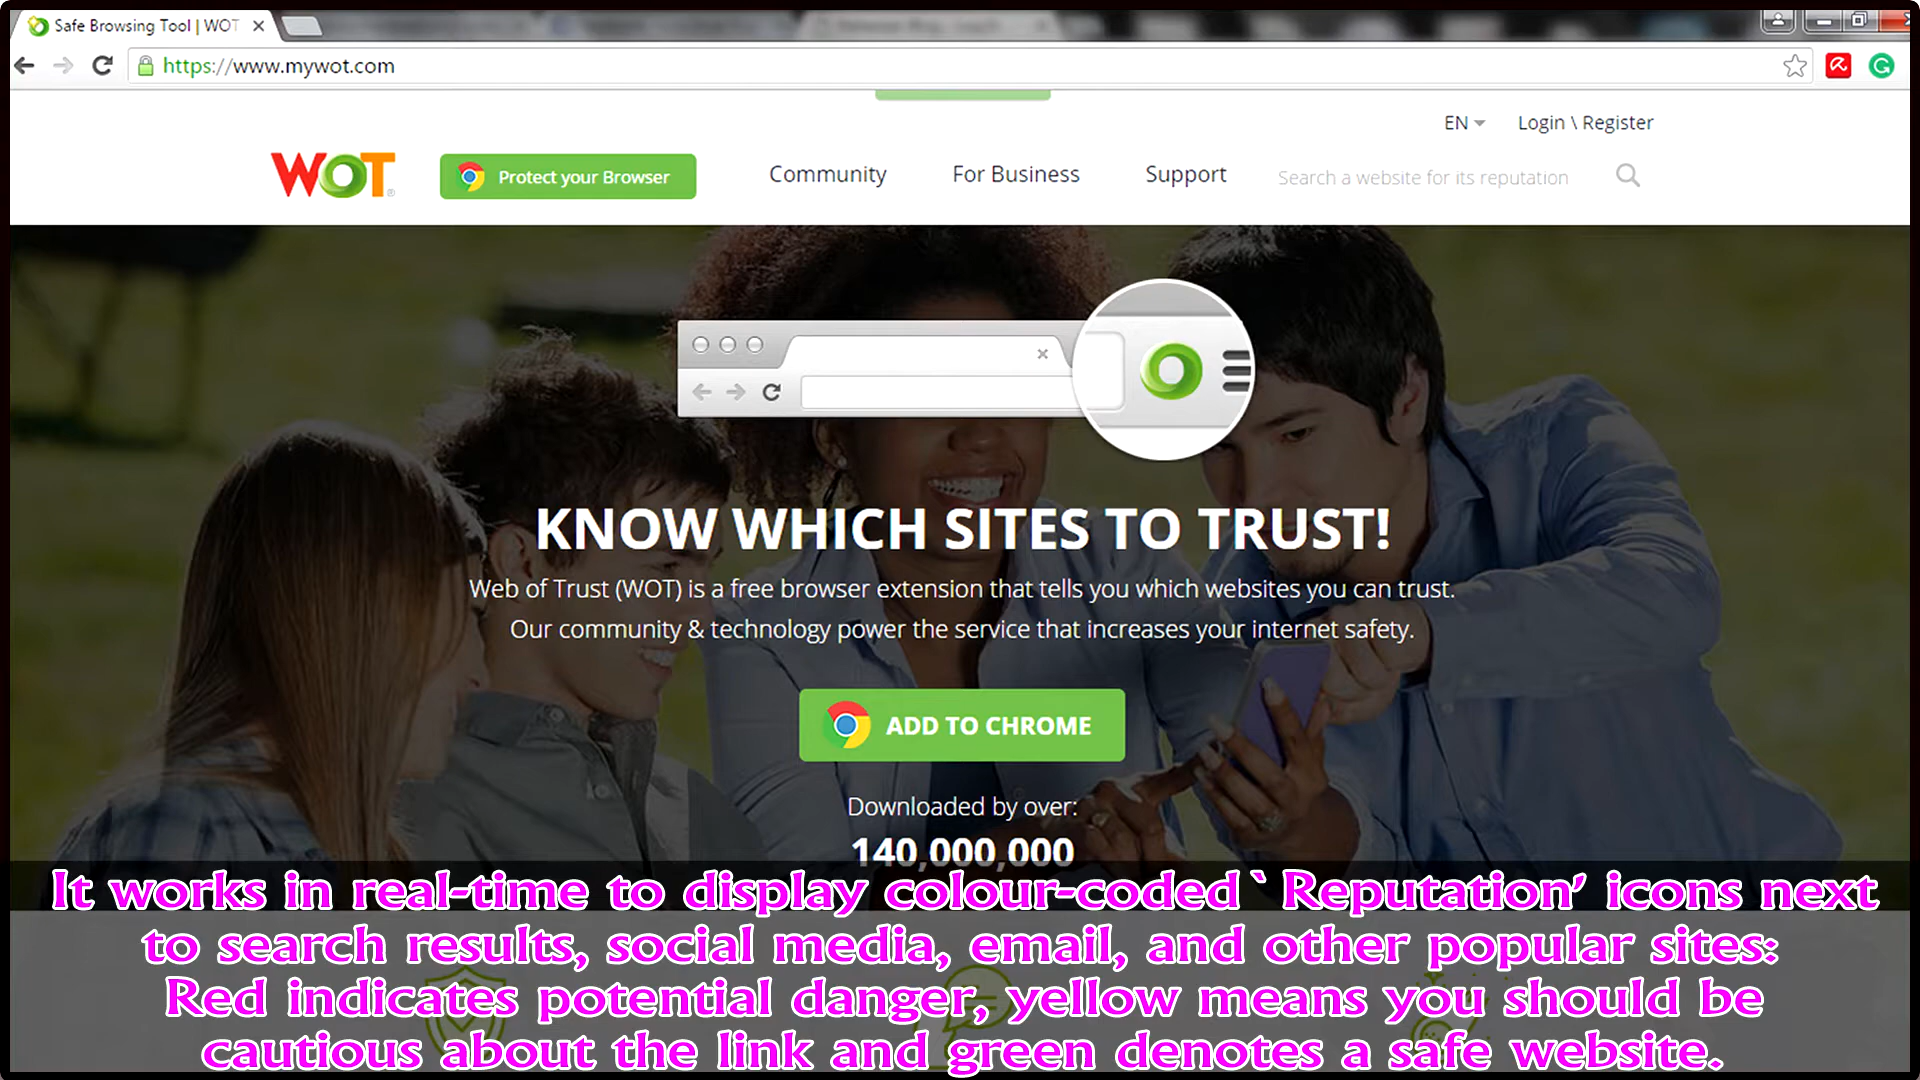 Safe Browsing Tool | WOT
https://www.mywot.com
EN Login \ Register
WOT Protect your Browser Community For Business Support Search a website for its reputation
KNOW WHICH SITES TO TRUST!
Web of Trust (WOT) is a free browser extension that tells you which websites you can trust.
Our community & technology power the service that increases your internet safety.
ADD TO CHROME
Downloaded by over:
140,000,000
It works in real-time to display colour-coded `Reputation' icons next
to search results, social media, email, and other popular sites:
Red indicates potential danger, yellow means you should be
cautious about the link and green denotes a safe website.